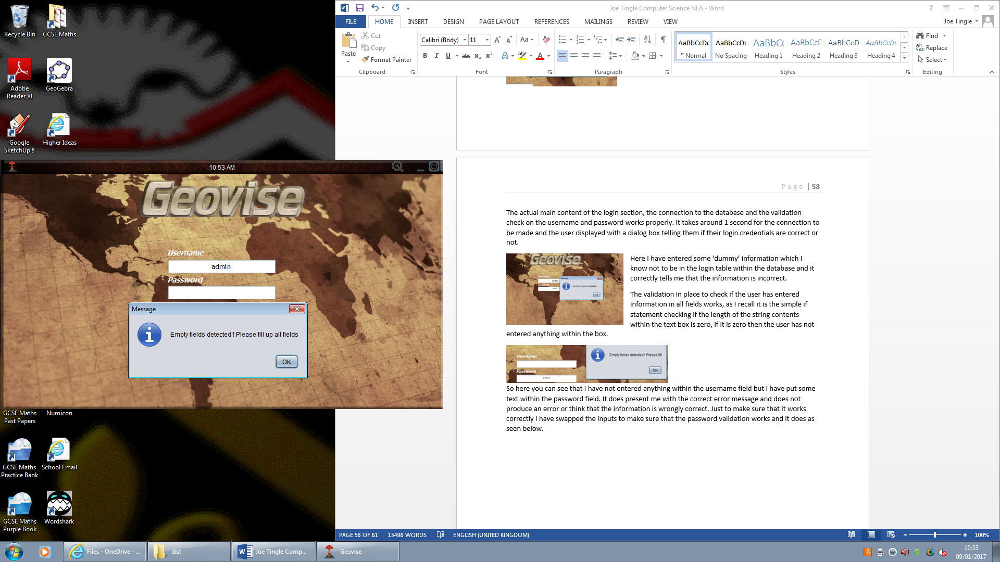 Recycle Bin
GCSE Maths
Adobe
Reader XI
GeoGebra
Google
SketchUp 8
Higher Ideas
10:53 AM
Geovise
Username
admin
Password
Message
Empty fields detected ! Please fill up all fields
OK
GCSE Maths
Past Papers
Numicon
GCSE Maths
Practice Bank
School Email
GCSE Maths
Purple Book
Wordshark
Joe Tingle Computer Science NEA - Word
FILE
HOME
INSERT
DESIGN
PAGE LAYOUT
REFERENCES
MAILINGS
REVIEW
VIEW
Joe Tingle
Paste
Cut
Copy
Format Painter
Clipboard
Calibri (Body)
11
Font
Paragraph
AaBbCcDc
¶ Normal
AaBbCcDc
No Spacing
AaBbCc
Heading 1
AaBbCcD
Heading 2
AaBbCcD
Heading 3
AaBbCcDc
Heading 4
Styles
Find
Replace
Select
Editing
Page | 58
The actual main content of the login section, the connection to the database and the validation
check on the username and password works properly. It takes around 1 second for the connection to
be made and the user displayed with a dialog box telling them if their login credentials are correct or
not.
Geovise
Message
Incorrect Login Credentials
OK
Here I have entered some ‘dummy’ information which I
know not to be in the login table within the database and it
correctly tells me that the information is incorrect.
The validation in place to check if the user has entered
information in all fields works, as I recall it is the simple if
statement checking if the length of the string contents
within the text box is zero, if it is zero then the user has not
entered anything within the box.
Username
Password
*****
Empty fields detected ! Please fill
OK
So here you can see that I have not entered anything within the username field but I have put some
text within the password field. It does present me with the correct error message and does not
produce an error or think that the information is wrongly correct. Just to make sure that it works
correctly I have swapped the inputs to make sure that the password validation works and it does as
seen below.
PAGE 58 OF 61
15498 WORDS
ENGLISH (UNITED KINGDOM)
100%
Files - OneDrive - ...
dist
Joe Tingle Comp...
Geovise
10:53
09/01/2017